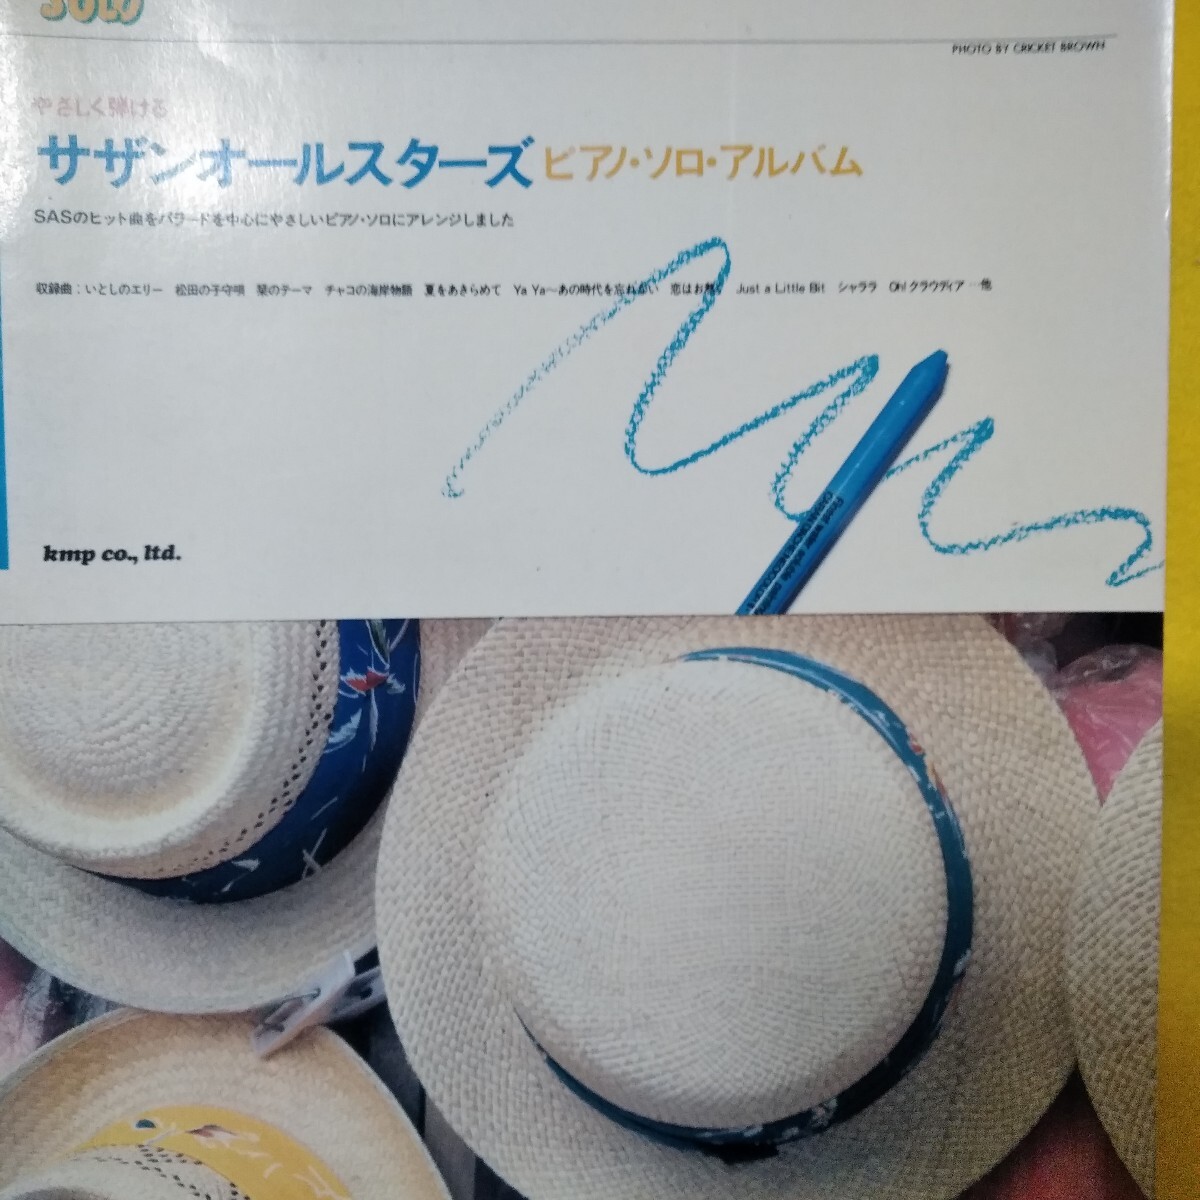 SOLO
PHOTO BY CRICKET BROWN
やさしく弾ける
サザンオールスターズ ピアノ・ソロ・アルバム
SASのヒット曲をバラードを中心にやさしいピアノ・ソロにアレンジしました
収録曲：いとしのエリー 松田の子守唄 栞のテーマ チャコの海岸物語 夏をあきらめて Ya Ya〜あの時代を忘れない 恋はお熱く Just a Little Bit シャララ Oh!クラウディア…他
kmp co., ltd.